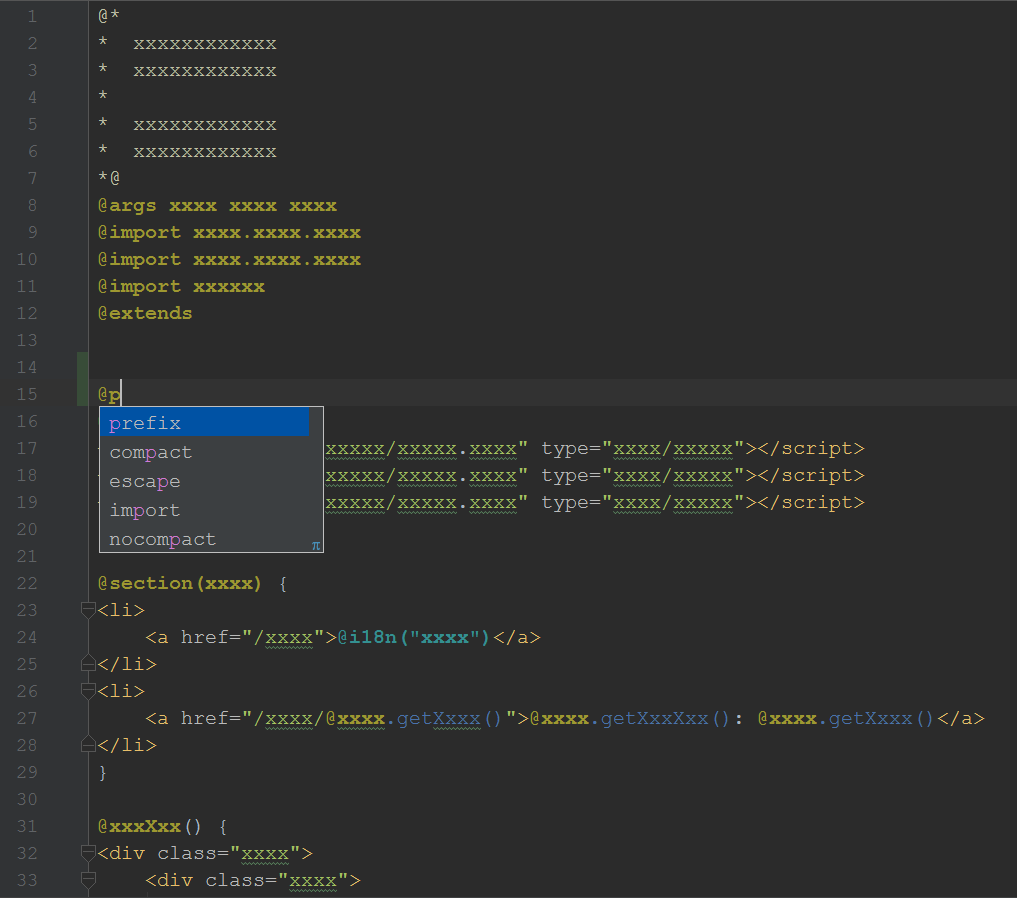 1 @*
2 * xxxxxxxxxxxx
3 * xxxxxxxxxxxx
4 *
5 * xxxxxxxxxxxx
6 * xxxxxxxxxxxx
7 *@
8 @args xxxx xxxx xxxx
9 @import xxxx.xxxx.xxxx
10 @import xxxx.xxxx.xxxx
11 @import xxxxxx
12 @extends
13
14
15 @p
16
prefix
17 xxxxx/xxxxx.xxxx" type="xxxx/xxxxx"></script>
compact
18 xxxxx/xxxxx.xxxx" type="xxxx/xxxxx"></script>
escape
19 xxxxx/xxxxx.xxxx" type="xxxx/xxxxx"></script>
import
20
nocompact π
21
22 @section(xxxx) {
23 <li>
24 <a href="/xxxx">@i18n("xxxx")</a>
25 </li>
26 <li>
27 <a href="/xxxx/@xxxx.getXxxx()">@xxxx.getXxxXxx(): @xxxx.getXxxx()</a>
28 </li>
29 }
30
31 @xxxXxx() {
32 <div class="xxxx">
33 <div class="xxxx">